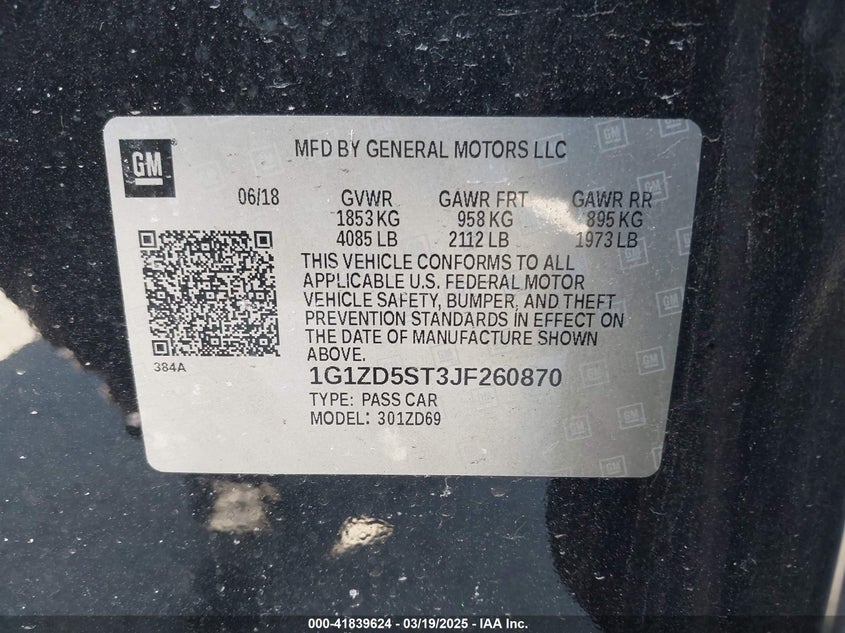 GM
MFD BY GENERAL MOTORS LLC
06/18 GVWR GAWR FRT GAWR RR
1853 KG 958 KG 895 KG
4085 LB 2112 LB 1973 LB
THIS VEHICLE CONFORMS TO ALL
APPLICABLE U.S. FEDERAL MOTOR
VEHICLE SAFETY, BUMPER, AND THEFT
PREVENTION STANDARDS IN EFFECT ON
THE DATE OF MANUFACTURE SHOWN
ABOVE.
384A
1G1ZD5ST3JF260870
TYPE: PASS CAR
MODEL: 301ZD69
000-41839624 - 03/19/2025 - IAA Inc.